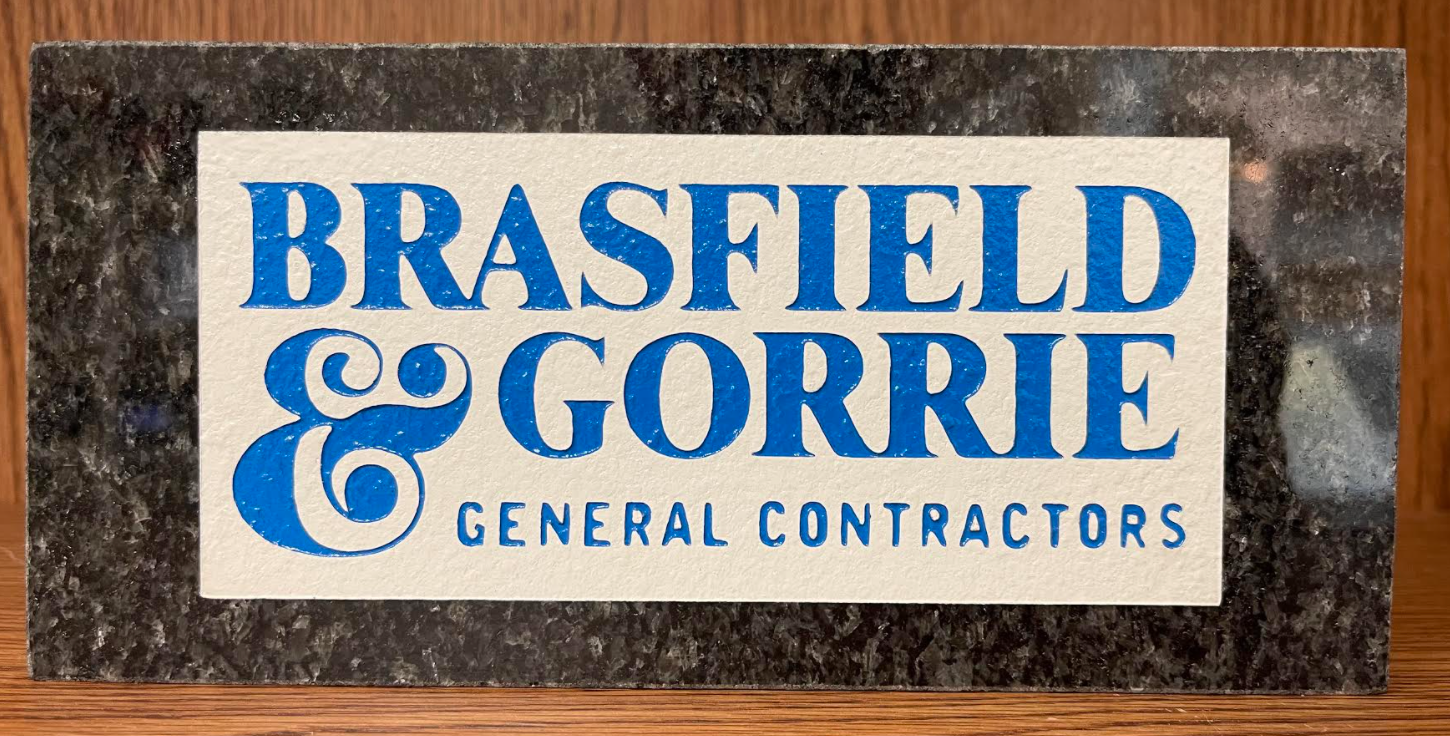 BRASFIELD
& GORRIE
GENERAL CONTRACTORS